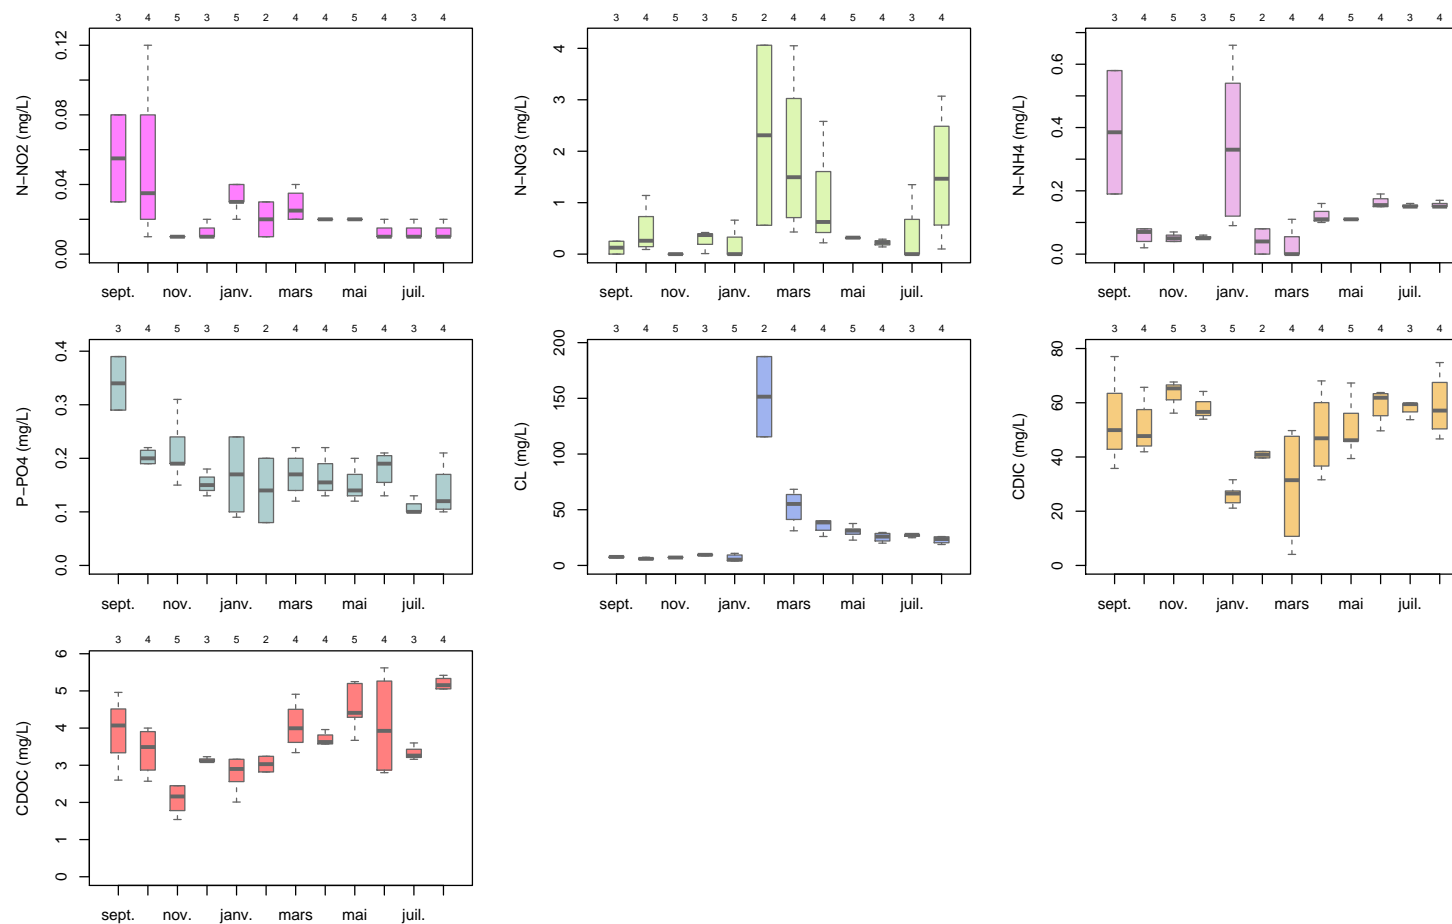 3 4 5 3 5 2 4 4 5 4 3 4
N−NO2 (mg/L)
0.00 0.04 0.08 0.12
sept. nov. janv. mars mai juil.
3 4 5 3 5 2 4 4 5 4 3 4
N−NO3 (mg/L)
0 1 2 3 4
sept. nov. janv. mars mai juil.
3 4 5 3 5 2 4 4 5 4 3 4
N−NH4 (mg/L)
0.0 0.2 0.4 0.6
sept. nov. janv. mars mai juil.
3 4 5 3 5 2 4 4 5 4 3 4
P−PO4 (mg/L)
0.0 0.1 0.2 0.3 0.4
sept. nov. janv. mars mai juil.
3 4 5 3 5 2 4 4 5 4 3 4
CL (mg/L)
0 50 100 150 200
sept. nov. janv. mars mai juil.
3 4 5 3 5 2 4 4 5 4 3 4
CDIC (mg/L)
0 20 40 60 80
sept. nov. janv. mars mai juil.
3 4 5 3 5 2 4 4 5 4 3 4
CDOC (mg/L)
0 1 2 3 4 5 6
sept. nov. janv. mars mai juil.